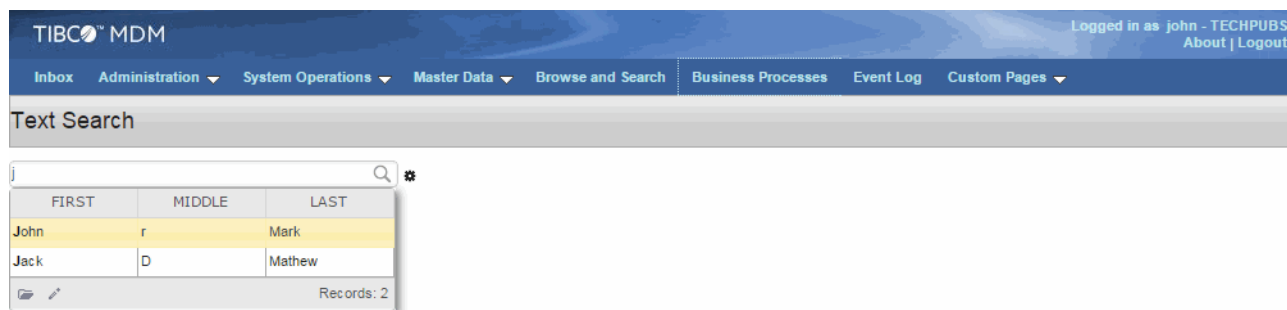 TIBCO™ MDM
Logged in as john - TECHPUBS
About | Logout
Inbox Administration System Operations Master Data Browse and Search Business Processes Event Log Custom Pages
Text Search
j
FIRST MIDDLE LAST
John r Mark
Jack D Mathew
Records: 2